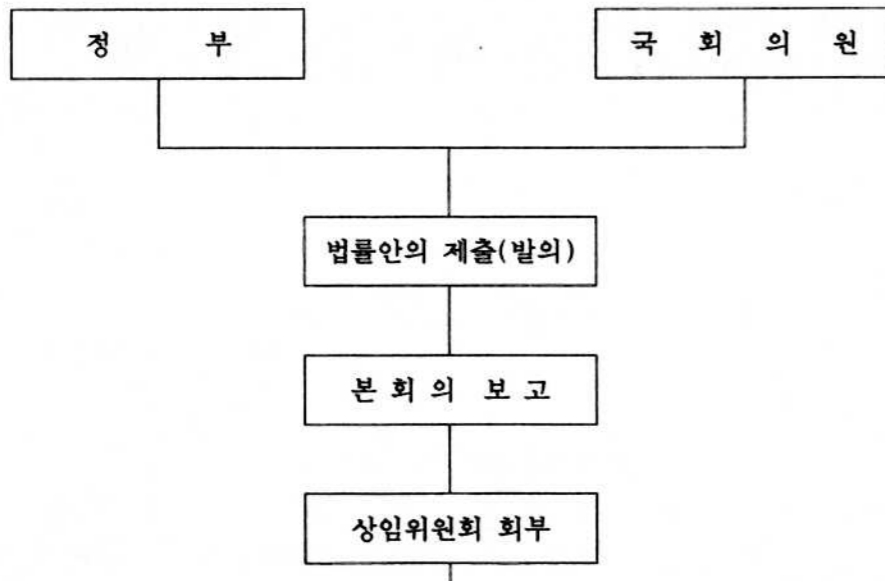 정 부
국 회 의 원
법률안의 제출(발의)
본 회 의 보 고
상임위원회 회부